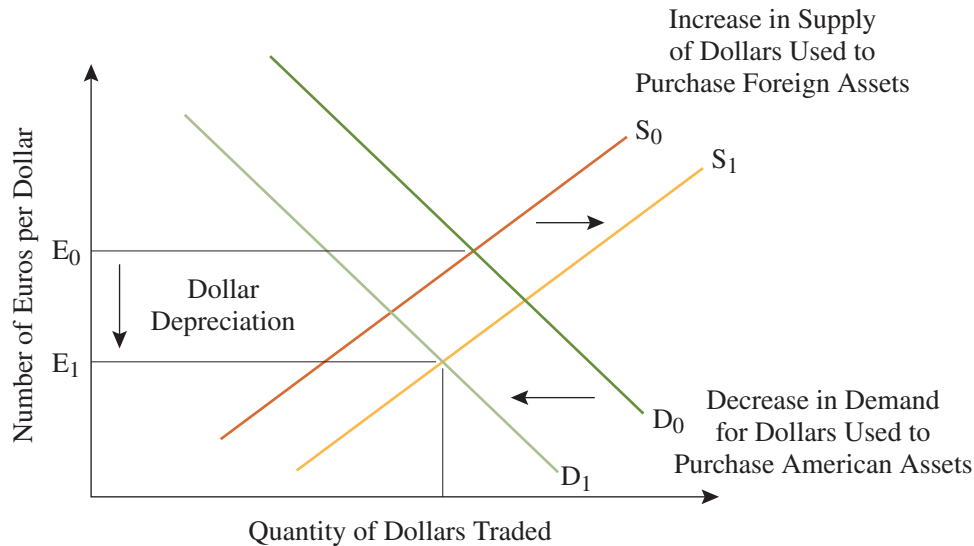 Increase in Supply
of Dollars Used to
Purchase Foreign Assets
S0
S1
Number of Euros per Dollar
E0
Dollar
Depreciation
E1
D0
Decrease in Demand
for Dollars Used to
Purchase American Assets
D1
Quantity of Dollars Traded